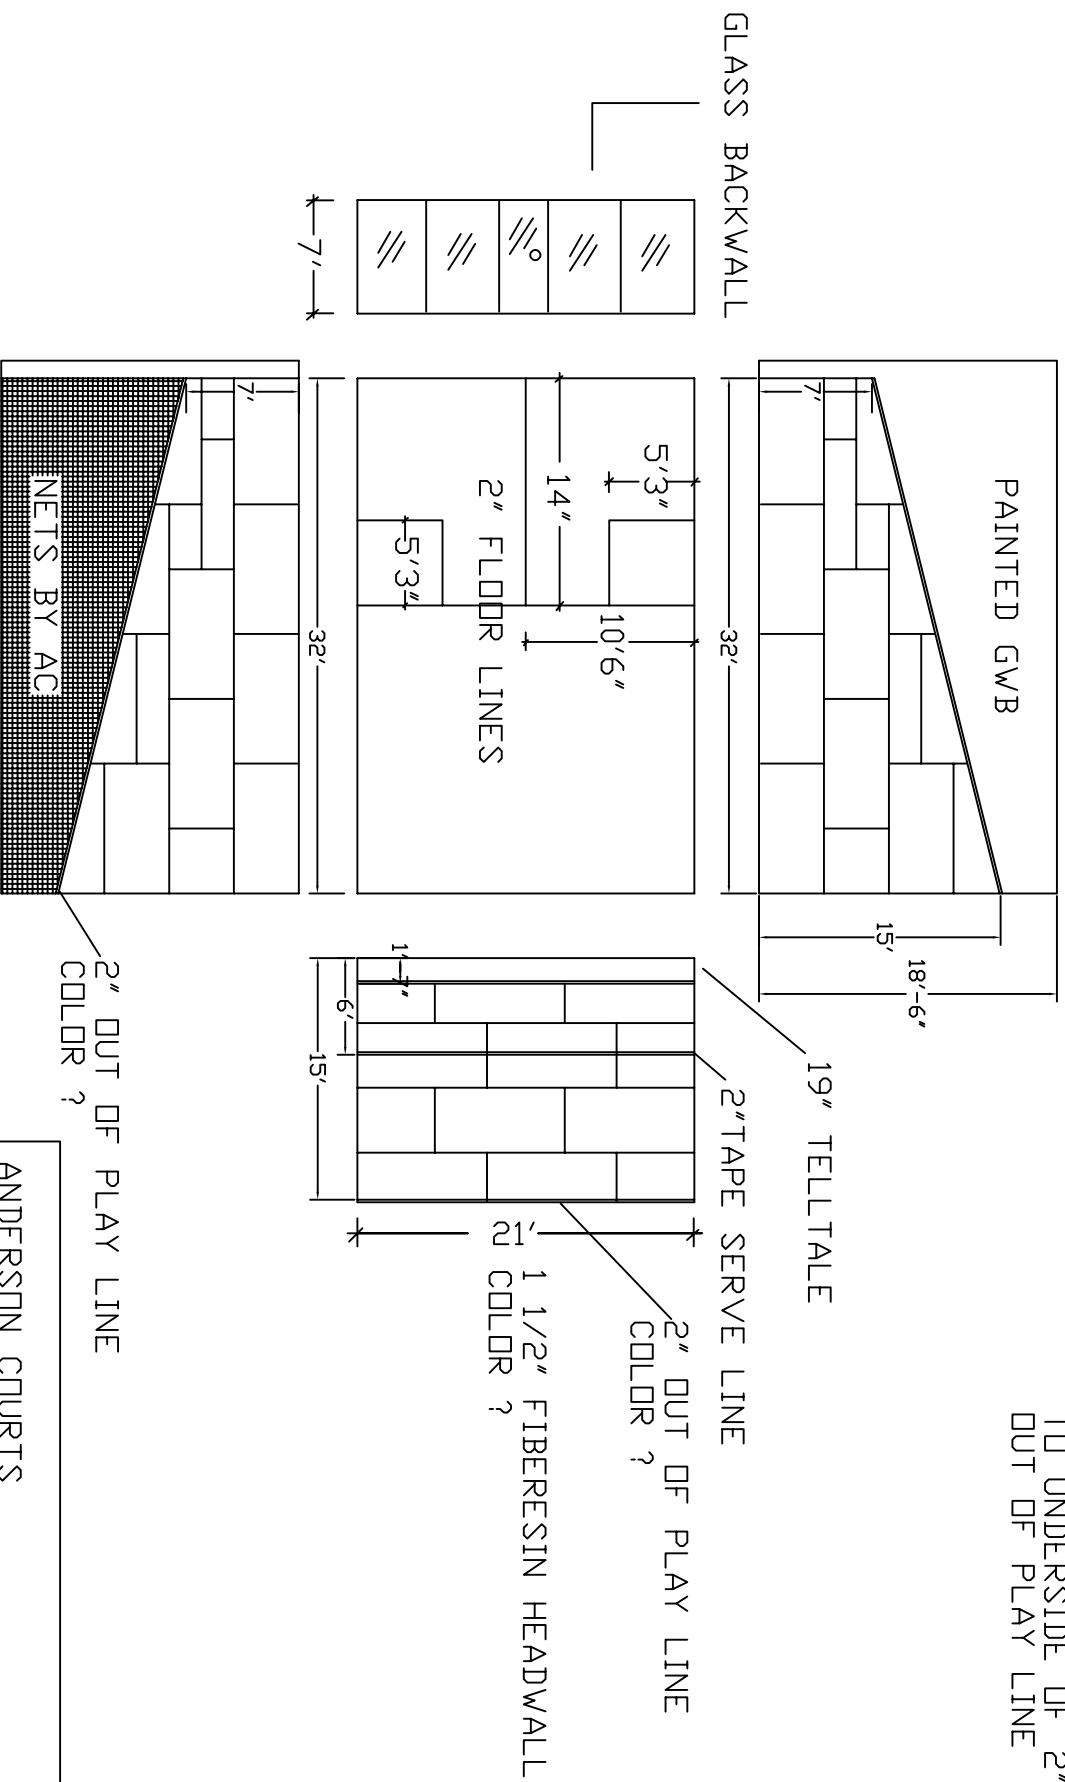 TO UNDERSIDE OF 2"
OUT OF PLAY LINE
PAINTED GWB
18'-6"
15'
7'
GLASS BACKWALL
32'
19" TELLTALE
2"TAPE SERVE LINE
5'3"
10'6"
14"
2" FLOOR LINES
5'3"
2" OUT OF PLAY LINE
COLOR ?
21'
1 1/2" FIBERESIN HEADWALL
COLOR ?
1'
7"
6'
15'
7'
32'
7'
NETS BY AC
2" OUT OF PLAY LINE
COLOR ?
ANDERSON COURTS